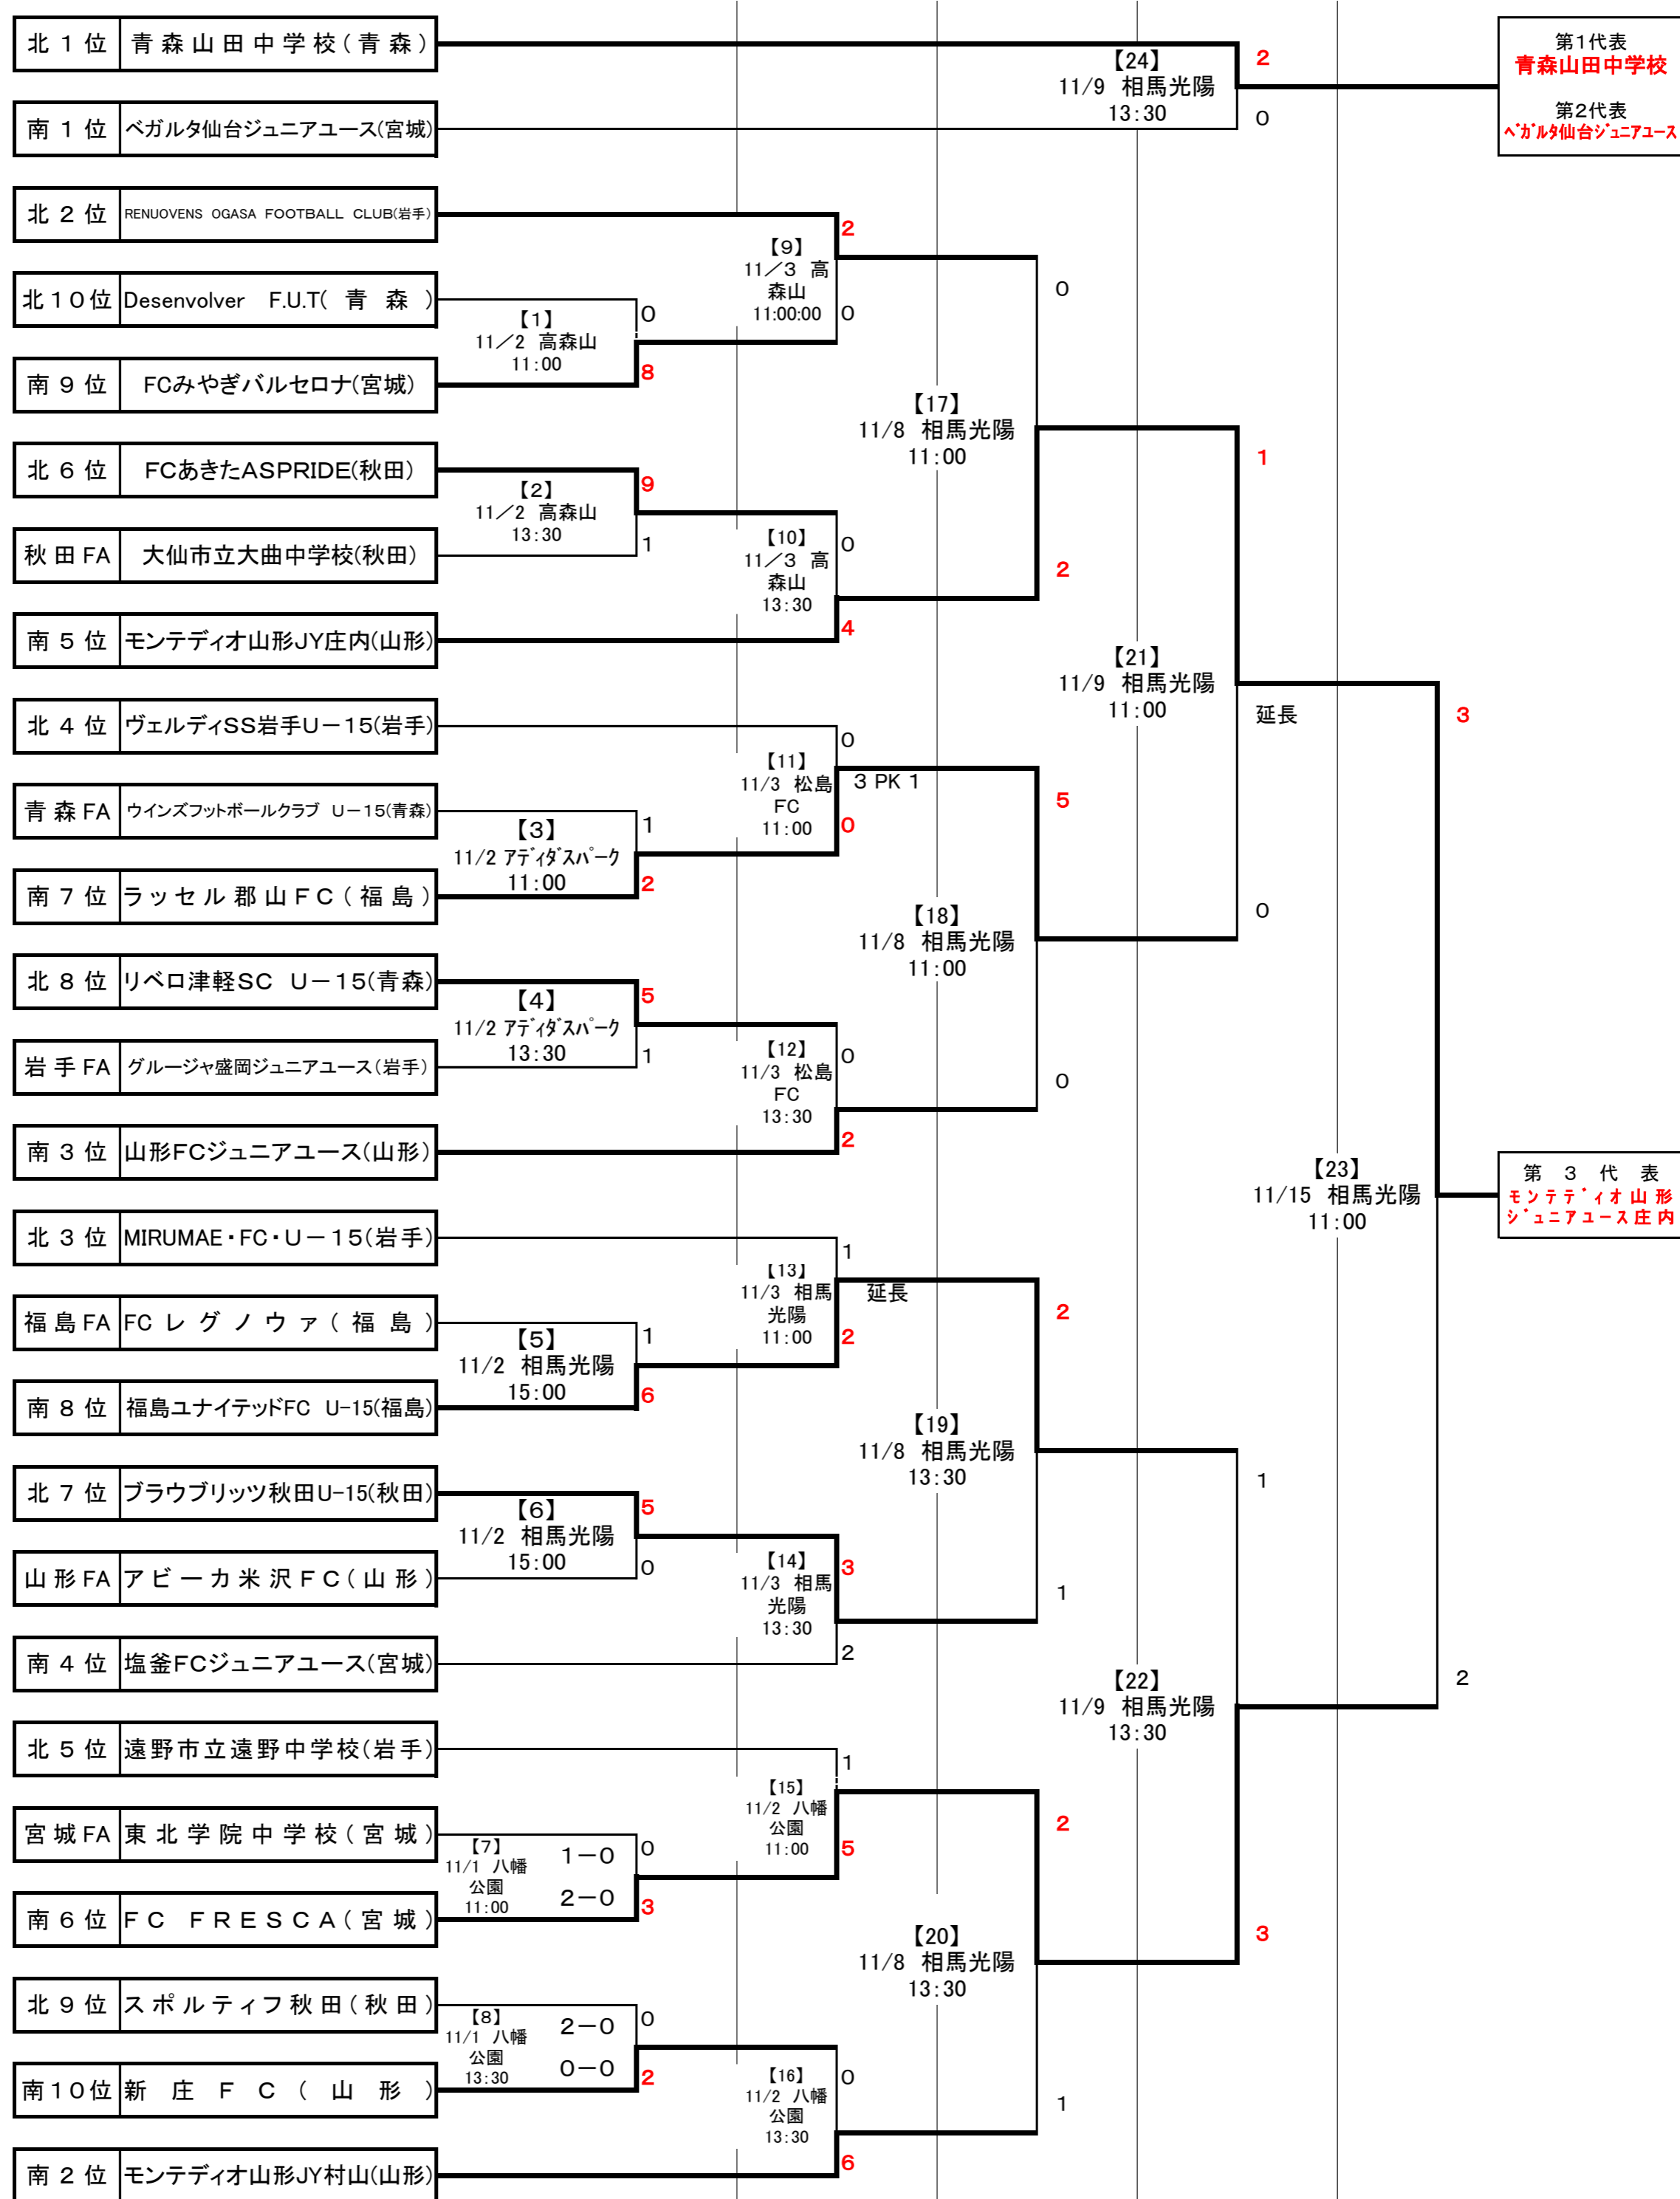 北１位 青森山田中学校(青森)
【24】
11/9 相馬光陽
13:30
2
0
第1代表
青森山田中学校
第2代表
ベガルタ仙台ジュニアユース
南１位 ベガルタ仙台ジュニアユース(宮城)
北２位 RENUOVENS OGASA FOOTBALL CLUB(岩手)
2
【9】
11／3 高
森山
11:00:00
0
0
北１０位 Desenvolver F.U.T(青森)
0
【1】
11／2 高森山
11:00
8
南９位 FCみやぎバルセロナ(宮城)
【17】
11/8 相馬光陽
11:00
1
北６位 FCあきたASPRIDE(秋田)
9
【2】
11／2 高森山
13:30
1
秋田FA 大仙市立大曲中学校(秋田)
【10】
11／3 高
森山
13:30
0
4
2
南５位 モンテディオ山形JY庄内(山形)
【21】
11/9 相馬光陽
11:00
延長
3
北４位 ヴェルディSS岩手U－15(岩手)
0
【11】
11/3 松島
FC
11:00
3 PK 1
0
5
青森FA ウインズフットボールクラブ U－15(青森)
1
【3】
11/2 アディダスパーク
11:00
2
南７位 ラッセル郡山FC(福島)
【18】
11/8 相馬光陽
11:00
0
北８位 リベロ津軽SC U－15(青森)
5
【4】
11/2 アディダスパーク
13:30
1
岩手FA グルージャ盛岡ジュニアユース(岩手)
【12】
11/3 松島
FC
13:30
0
2
0
南３位 山形FCジュニアユース(山形)
【23】
11/15 相馬光陽
11:00
第３代表
モンテディオ山形
ジュニアユース庄内
北３位 MIRUMAE・FC・U－15(岩手)
1
【13】
11/3 相馬
光陽
11:00
延長
2
2
福島FA FCレグノウァ(福島)
1
【5】
11/2 相馬光陽
15:00
6
南８位 福島ユナイテッドFC U-15(福島)
【19】
11/8 相馬光陽
13:30
1
北７位 ブラウブリッツ秋田U-15(秋田)
5
【6】
11/2 相馬光陽
15:00
0
山形FA アビーカ米沢FC(山形)
【14】
11/3 相馬
光陽
13:30
3
2
1
南４位 塩釜FCジュニアユース(宮城)
【22】
11/9 相馬光陽
13:30
2
北５位 遠野市立遠野中学校(岩手)
1
【15】
11/2 八幡
公園
11:00
5
2
宮城FA 東北学院中学校(宮城)
【7】
11/1 八幡
公園
11:00
1－0
2－0
0
3
南６位 FC FRESCA(宮城)
【20】
11/8 相馬光陽
13:30
3
北９位 スポルティフ秋田(秋田)
【8】
11/1 八幡
公園
13:30
2－0
0－0
0
2
南１０位 新庄FC(山形)
【16】
11/2 八幡
公園
13:30
0
6
1
南２位 モンテディオ山形JY村山(山形)